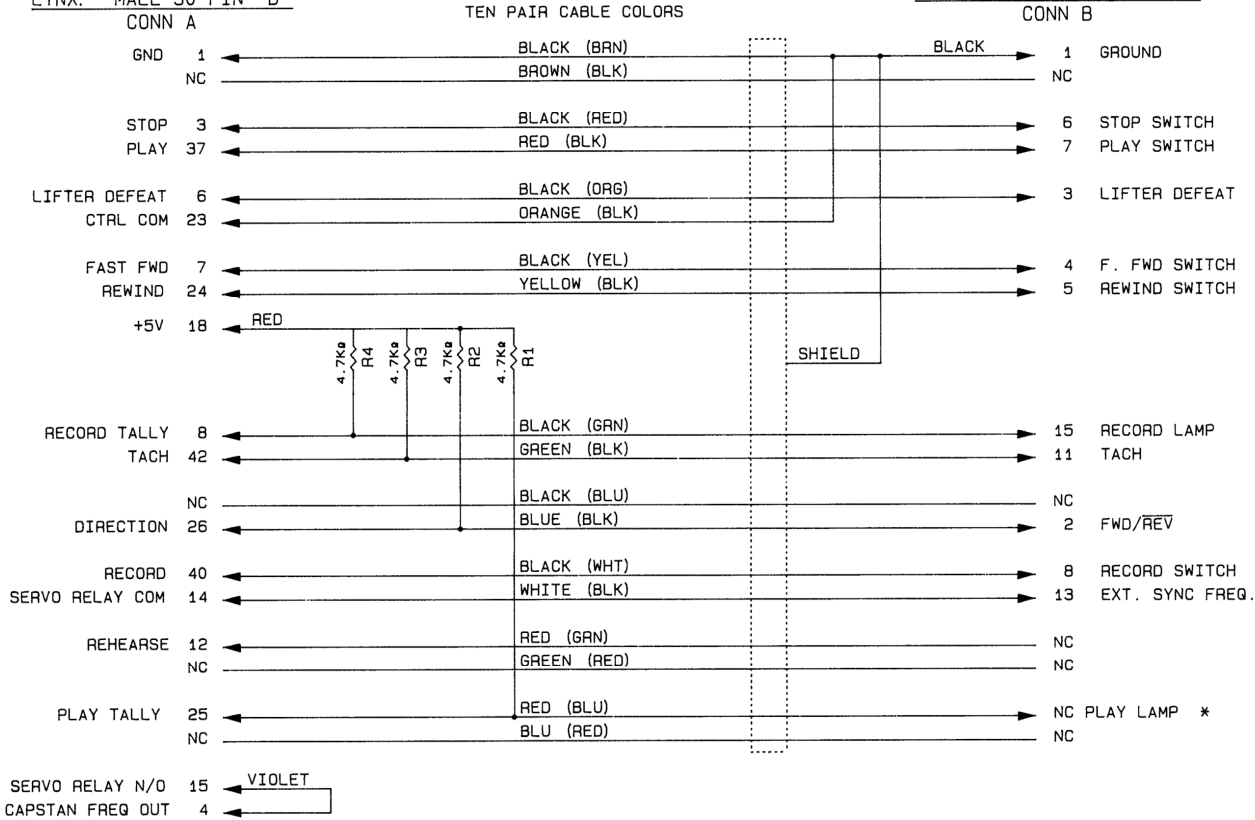 LYNX: MALE 50 PIN "D"
CONN A
TEN PAIR CABLE COLORS
CONN B
GND 1 BLACK (BRN) BLACK 1 GROUND
NC BROWN (BLK) NC
STOP 3 BLACK (RED) 6 STOP SWITCH
PLAY 37 RED (BLK) 7 PLAY SWITCH
LIFTER DEFEAT 6 BLACK (ORG) 3 LIFTER DEFEAT
CTRL COM 23 ORANGE (BLK)
FAST FWD 7 BLACK (YEL) 4 F. FWD SWITCH
REWIND 24 YELLOW (BLK) 5 REWIND SWITCH
+5V 18 RED
4.7KΩ R4 4.7KΩ R3 4.7KΩ R2 4.7KΩ R1
SHIELD
RECORD TALLY 8 BLACK (GRN) 15 RECORD LAMP
TACH 42 GREEN (BLK) 11 TACH
NC BLACK (BLU) NC
DIRECTION 26 BLUE (BLK) 2 FWD/R̅E̅V̅
RECORD 40 BLACK (WHT) 8 RECORD SWITCH
SERVO RELAY COM 14 WHITE (BLK) 13 EXT. SYNC FREQ.
REHEARSE 12 RED (GRN) NC
NC GREEN (RED) NC
PLAY TALLY 25 RED (BLU) NC PLAY LAMP *
NC BLU (RED) NC
SERVO RELAY N/O 15 VIOLET
CAPSTAN FREQ OUT 4